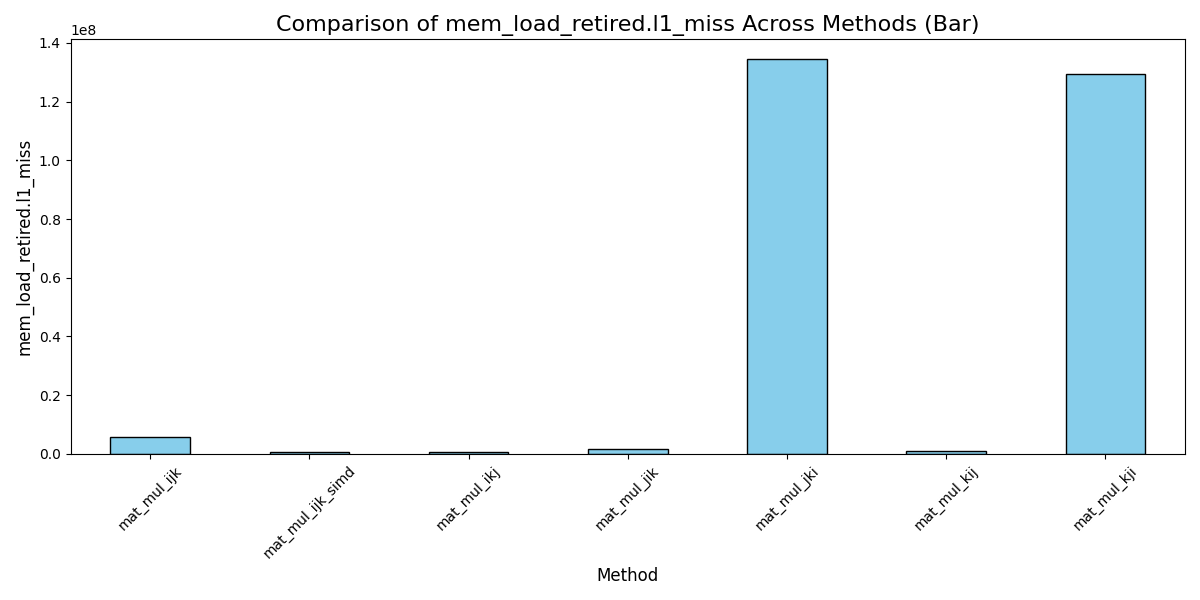 Comparison of mem_load_retired.l1_miss Across Methods (Bar)
1e8
1.4
1.2
1.0
0.8
0.6
0.4
0.2
0.0
mem_load_retired.l1_miss
mat_mul_ijk
mat_mul_ijk_simd
mat_mul_ikj
mat_mul_jik
mat_mul_jki
mat_mul_kij
mat_mul_kji
Method